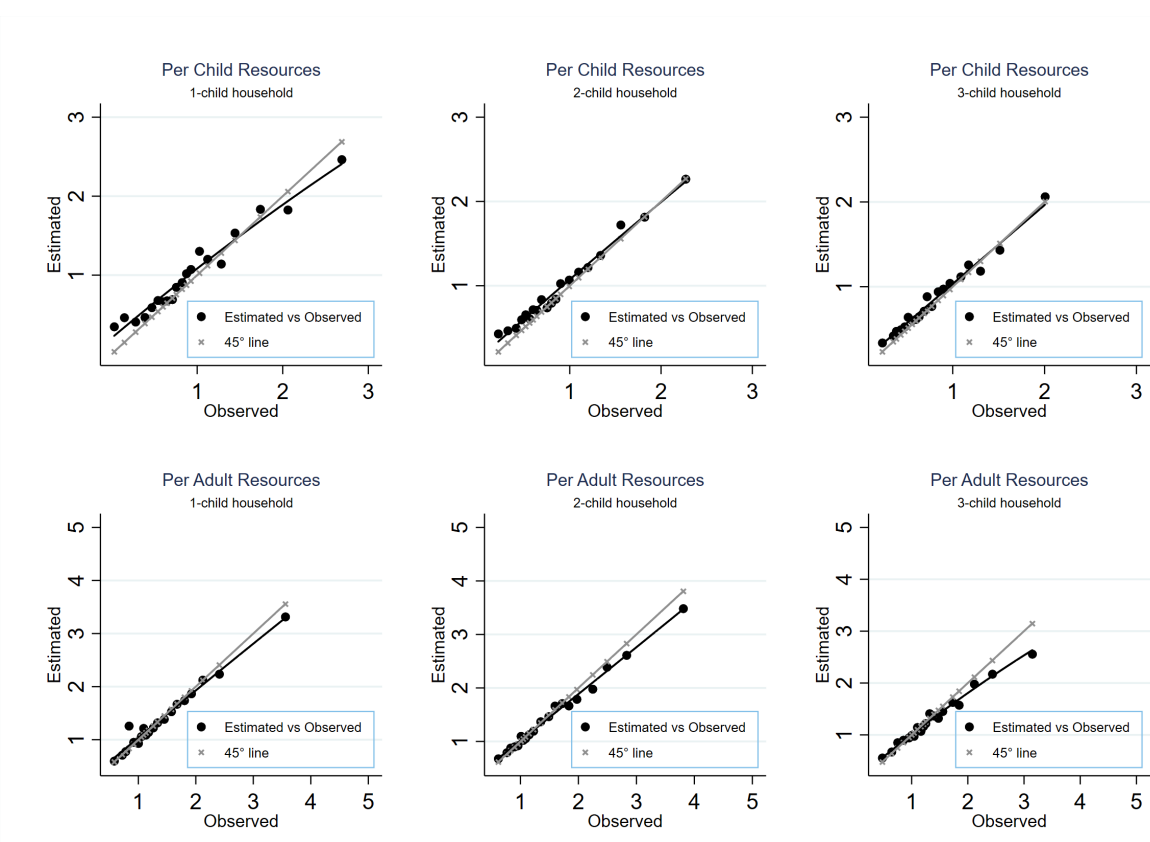 Per Child Resources
1-child household
Estimated
3
2
1
Estimated vs Observed
45° line
1 2 3
Observed
Per Child Resources
2-child household
Estimated
3
2
1
Estimated vs Observed
45° line
1 2 3
Observed
Per Child Resources
3-child household
Estimated
3
2
1
Estimated vs Observed
45° line
1 2 3
Observed
Per Adult Resources
1-child household
Estimated
5
4
3
2
1
Estimated vs Observed
45° line
1 2 3 4 5
Observed
Per Adult Resources
2-child household
Estimated
5
4
3
2
1
Estimated vs Observed
45° line
1 2 3 4 5
Observed
Per Adult Resources
3-child household
Estimated
5
4
3
2
1
Estimated vs Observed
45° line
1 2 3 4 5
Observed